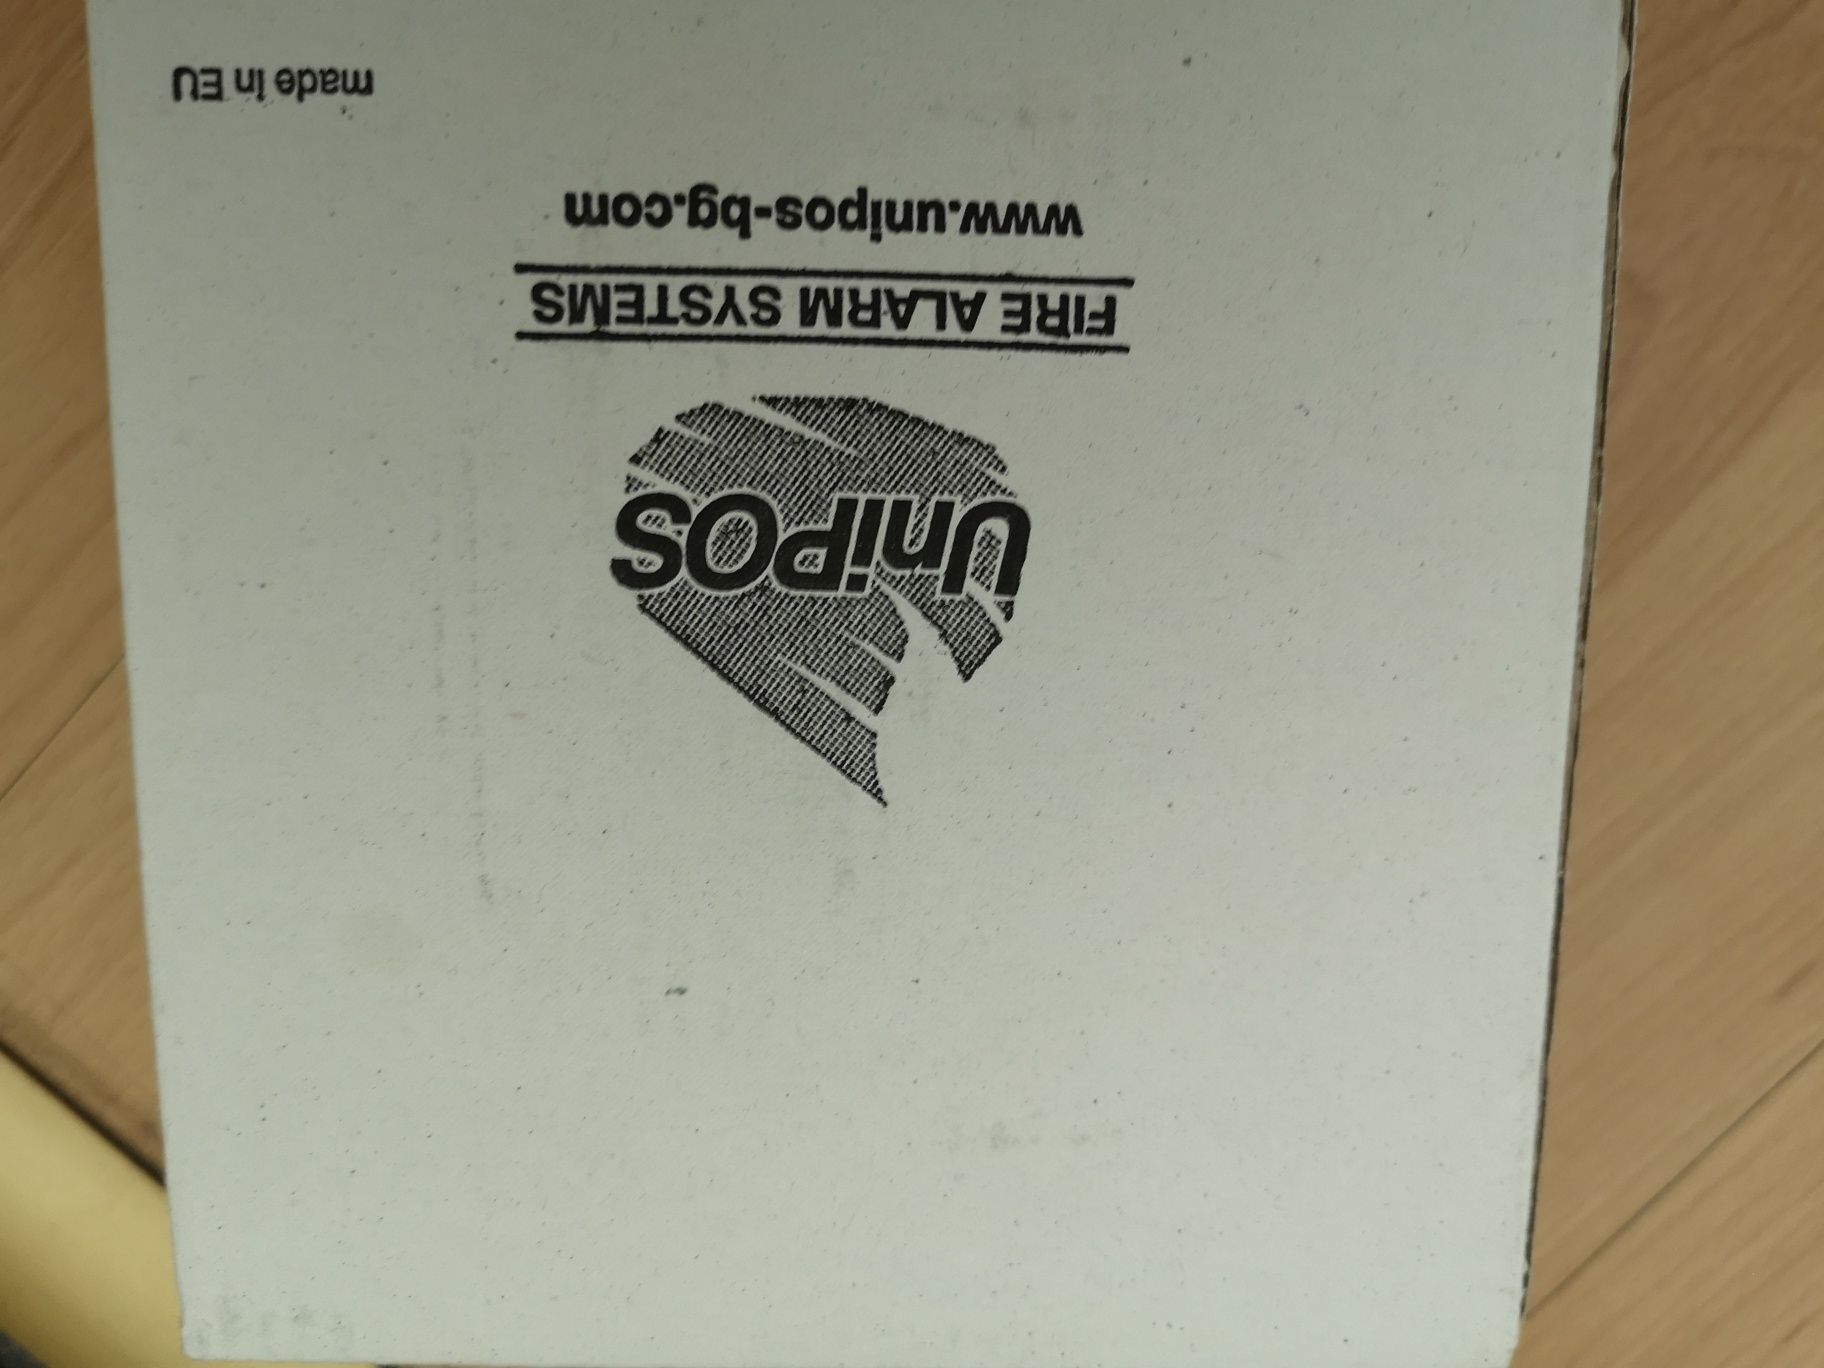 UniPOS
FIRE ALARM SYSTEMS
www.unipos-bg.com
made in EU